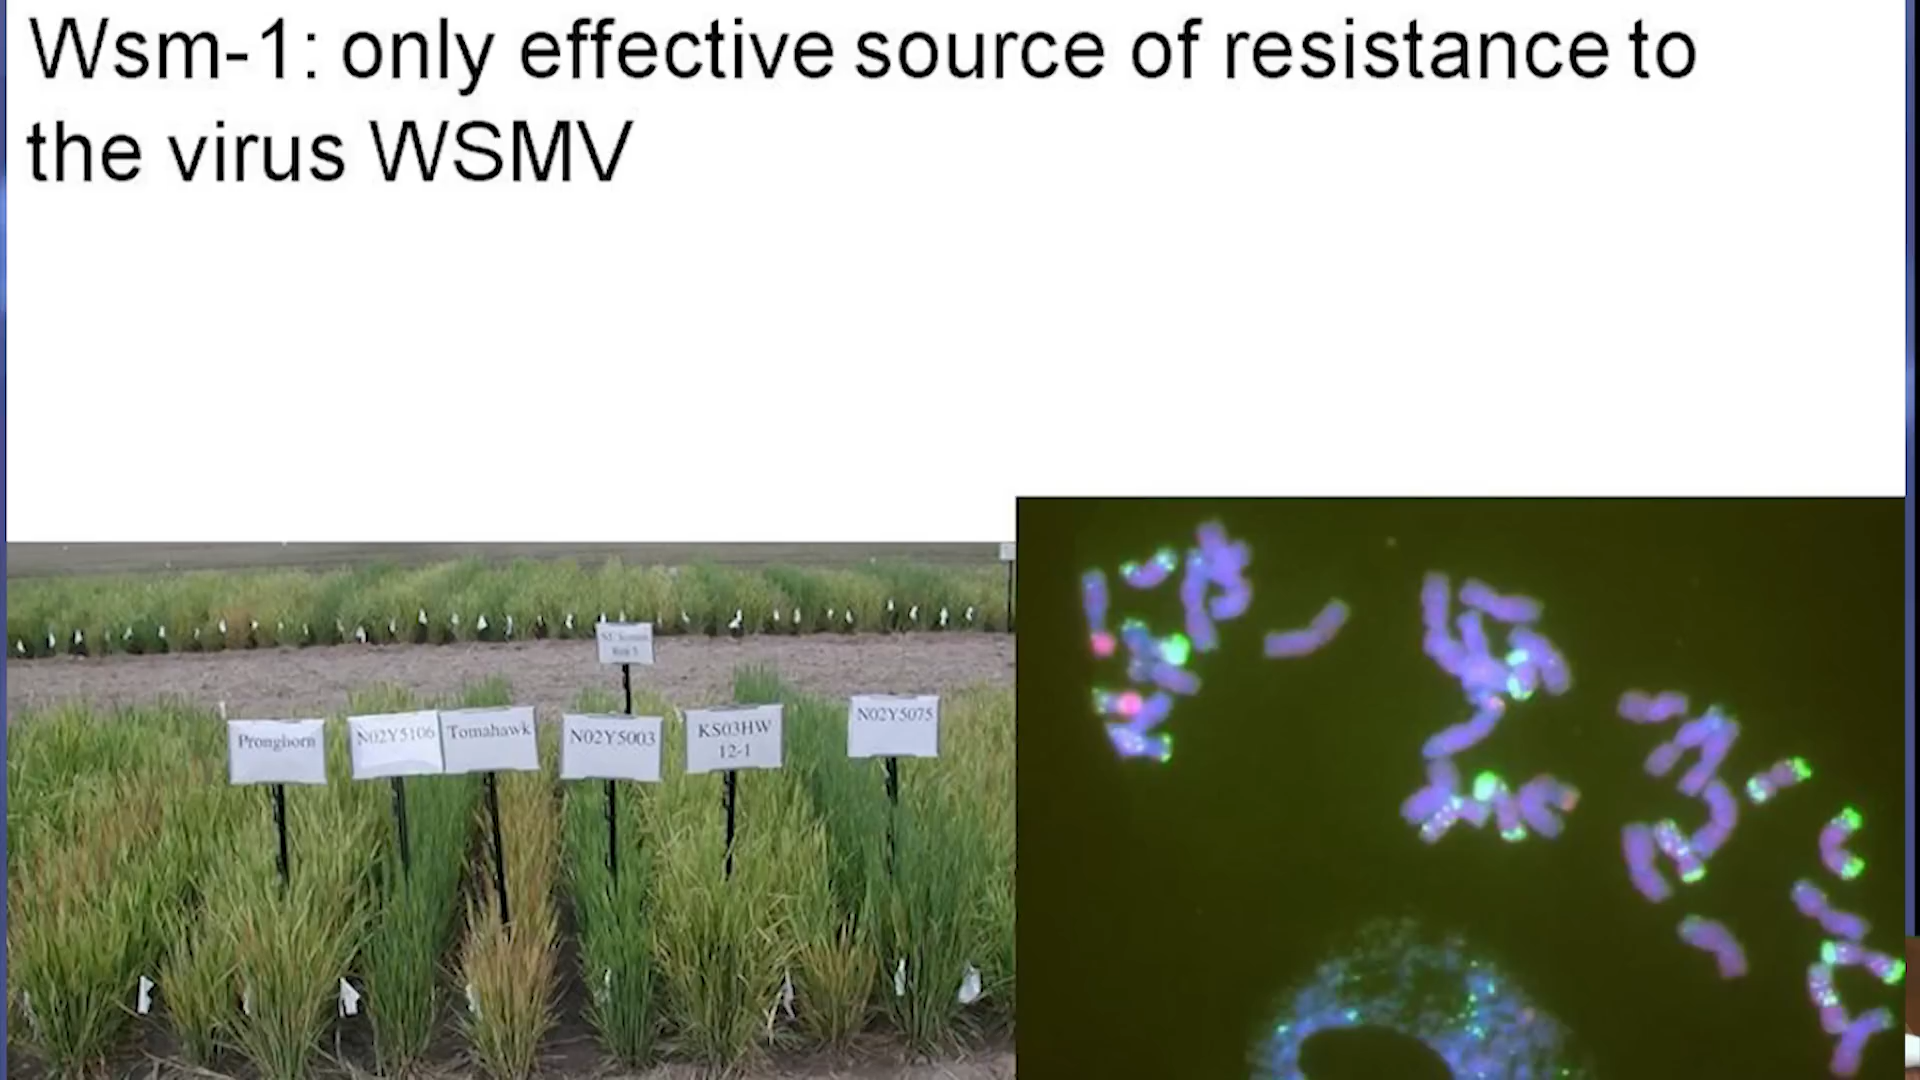 Wsm-1: only effective source of resistance to
the virus WSMV
Pronghorn
N02Y5106
Tomahawk
N02Y5003
KS03HW
12-1
N02Y5075